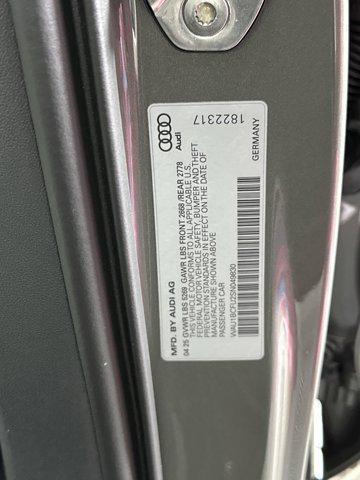 MFD. BY AUDI AG
04 25 GVWR LBS 5269 GAWR LBS FRONT 2668 /REAR 2778
THIS VEHICLE CONFORMS TO ALL APPLICABLE U.S.
FEDERAL MOTOR VEHICLE SAFETY, BUMPER AND THEFT
PREVENTION STANDARDS IN EFFECT ON THE DATE OF
MANUFACTURE SHOWN ABOVE.
PASSENGER CAR
WAU1BCFU2SN049830
Audi
1822317
GERMANY